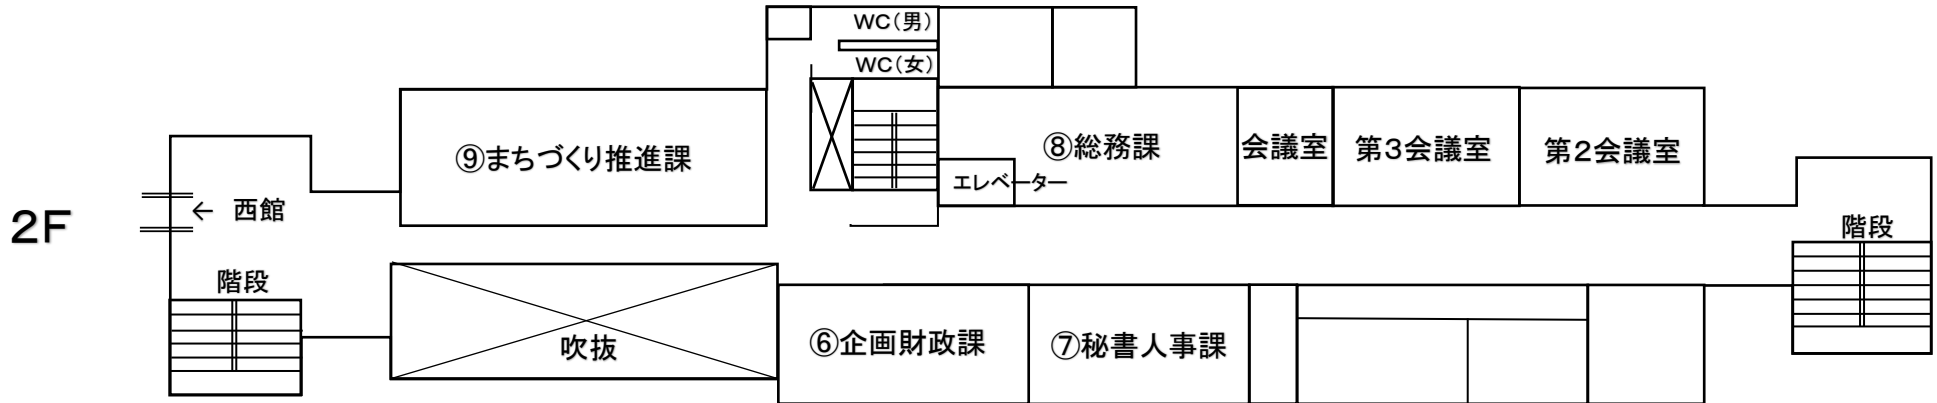 WC(男)
WC(女)
⑨まちづくり推進課
⑧総務課
会議室
第3会議室
第2会議室
エレベーター
2F
← 西館
階段
階段
吹抜
⑥企画財政課
⑦秘書人事課